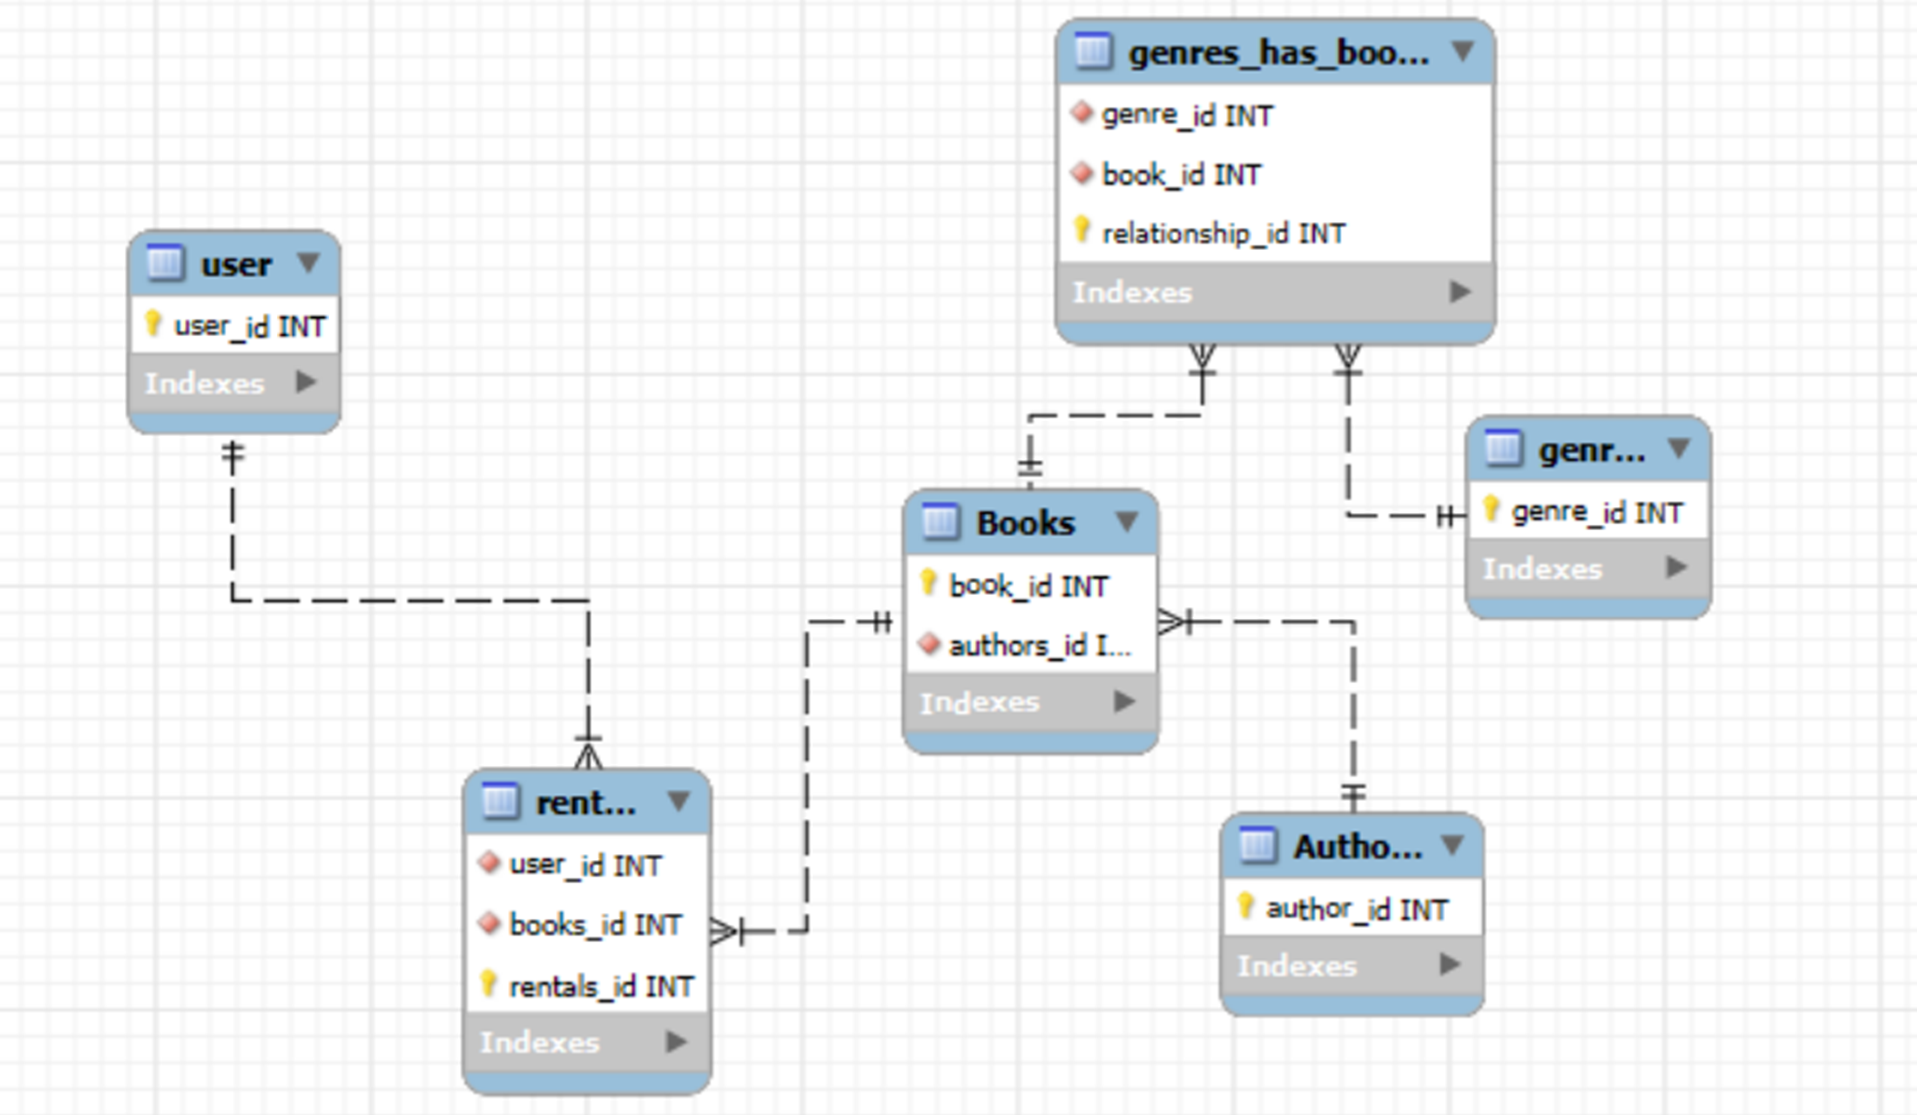 genres_has_boo...
genre_id INT
book_id INT
relationship_id INT
Indexes
user
user_id INT
Indexes
genr...
genre_id INT
Indexes
Books
book_id INT
authors_id I...
Indexes
rent...
user_id INT
books_id INT
rentals_id INT
Indexes
Autho...
author_id INT
Indexes